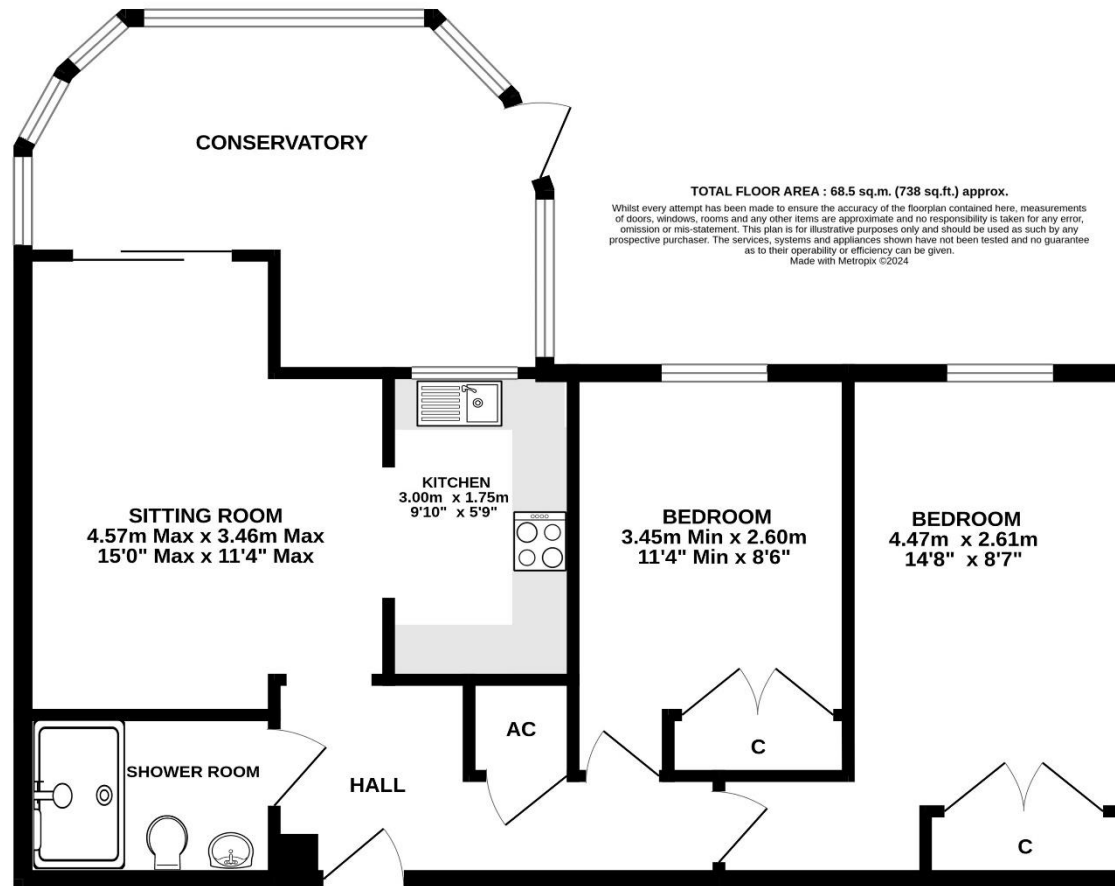 CONSERVATORY
TOTAL FLOOR AREA : 68.5 sq.m. (738 sq.ft.) approx.
Whilst every attempt has been made to ensure the accuracy of the floorplan contained here, measurements
of doors, windows, rooms and any other items are approximate and no responsibility is taken for any error,
omission or mis-statement. This plan is for illustrative purposes only and should be used as such by any
prospective purchaser. The services, systems and appliances shown have not been tested and no guarantee
as to their operability or efficiency can be given.
Made with Metropix ©2024
SITTING ROOM
4.57m Max x 3.46m Max
15'0" Max x 11'4" Max
KITCHEN
3.00m x 1.75m
9'10" x 5'9"
BEDROOM
3.45m Min x 2.60m
11'4" Min x 8'6"
BEDROOM
4.47m x 2.61m
14'8" x 8'7"
AC
C
SHOWER ROOM
HALL
C